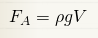 F_A = ρgV